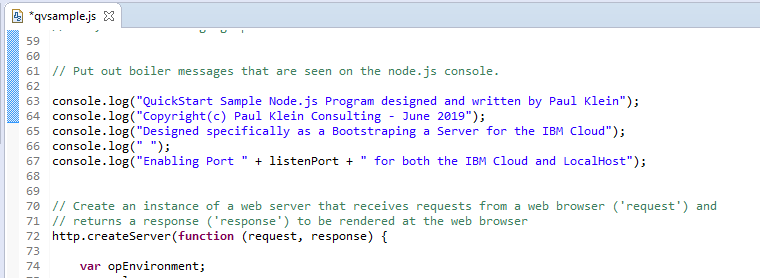 *qvsample.js
59
60
61 // Put out boiler messages that are seen on the node.js console.
62
63 console.log("QuickStart Sample Node.js Program designed and written by Paul Klein");
64 console.log("Copyright(c) Paul Klein Consulting - June 2019");
65 console.log("Designed specifically as a Bootstraping a Server for the IBM Cloud");
66 console.log(" ");
67 console.log("Enabling Port " + listenPort + " for both the IBM Cloud and LocalHost");
68
69
70 // Create an instance of a web server that receives requests from a web browser ('request') and
71 // returns a response ('response') to be rendered at the web browser
72 http.createServer(function (request, response) {
73
74 var opEnvironment;